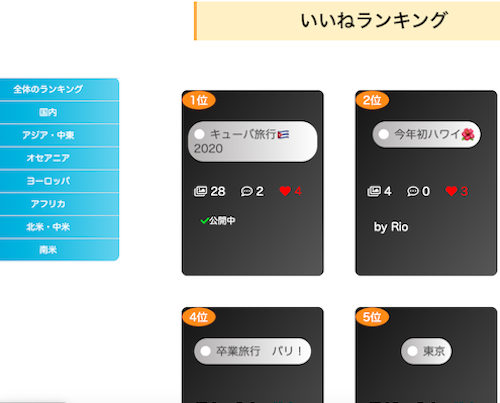 いいねランキング
全体のランキング
国内
アジア・中東
オセアニア
ヨーロッパ
アフリカ
北米・中米
南米
1位
キューバ旅行🇨🇺
2020
28 2 4
公開中
2位
今年初ハワイ🌺
4 0 3
by Rio
4位
卒業旅行　パリ！
5位
東京